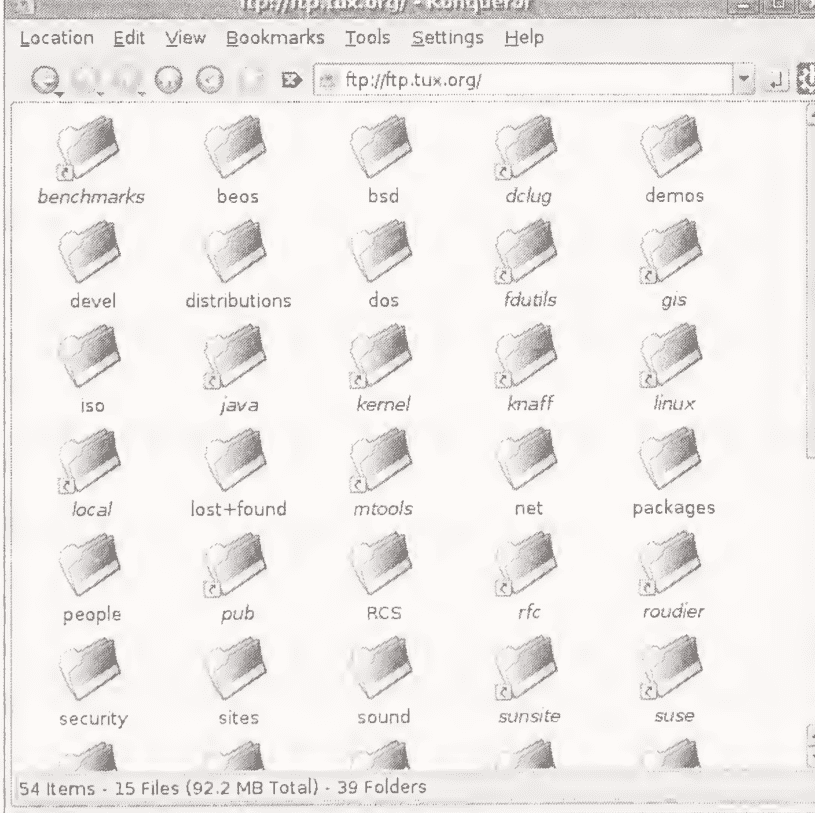 ftp://ftp.tux.org/ - Konqueror
Location Edit View Bookmarks Tools Settings Help
ftp://ftp.tux.org/
benchmarks beos bsd dclug demos
devel distributions dos fdutils gis
iso java kernel knaff linux
local lost+found mtools net packages
people pub RCS rfc roudier
security sites sound sunsite suse
54 Items - 15 Files (92.2 MB Total) - 39 Folders